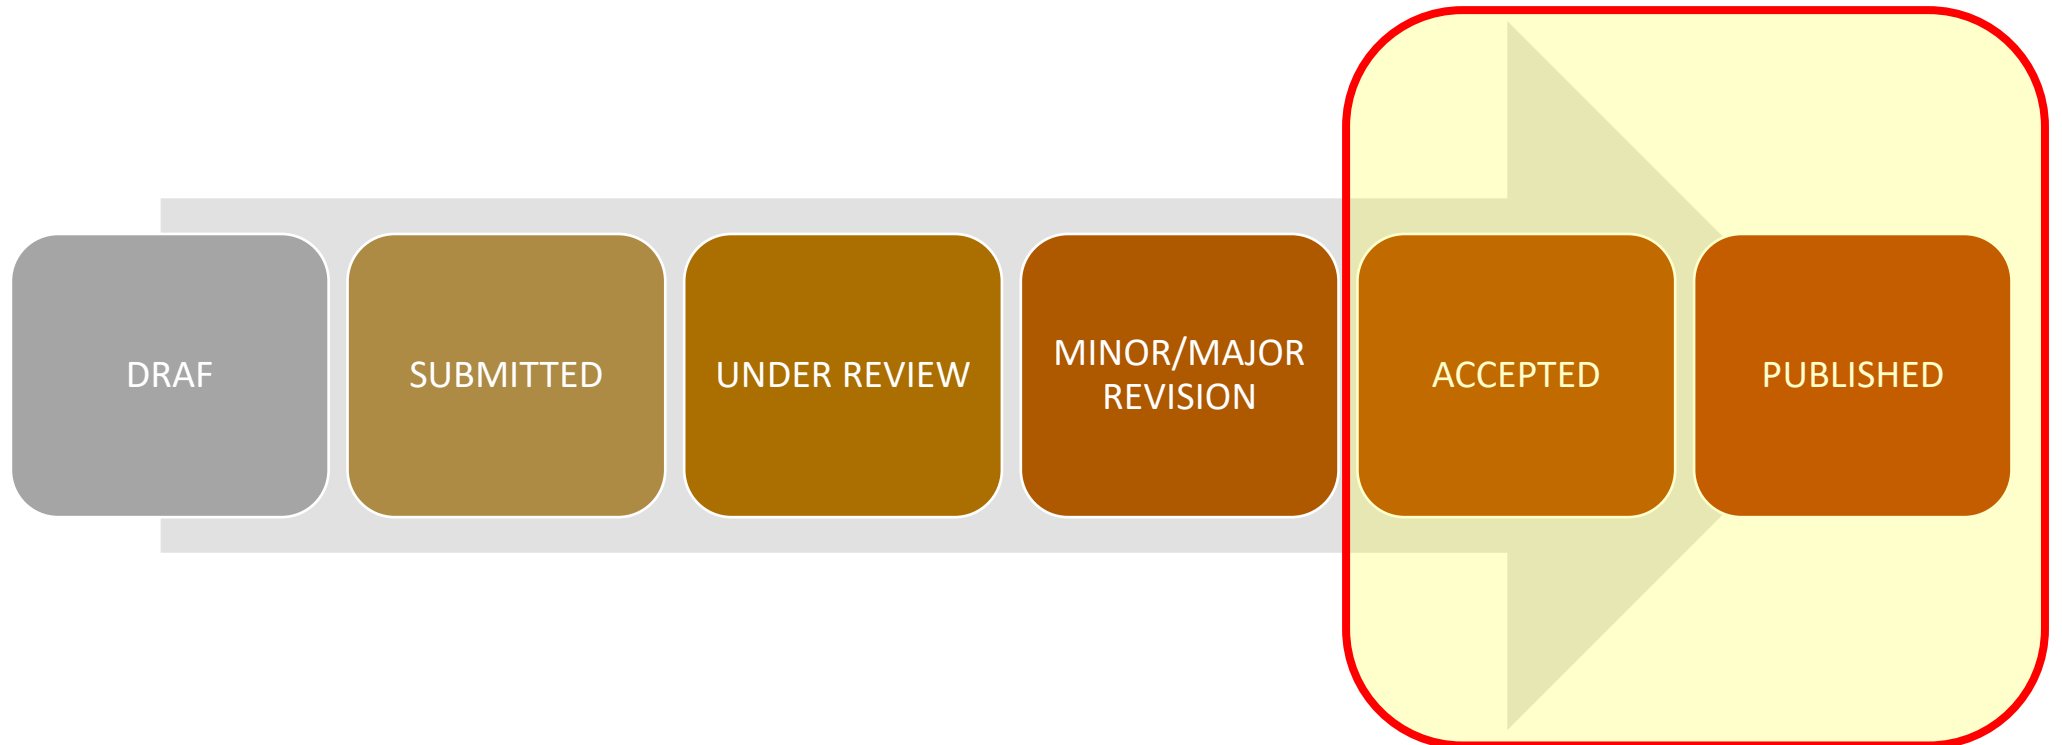 DRAF
SUBMITTED
UNDER REVIEW
MINOR/MAJOR
REVISION
ACCEPTED
PUBLISHED